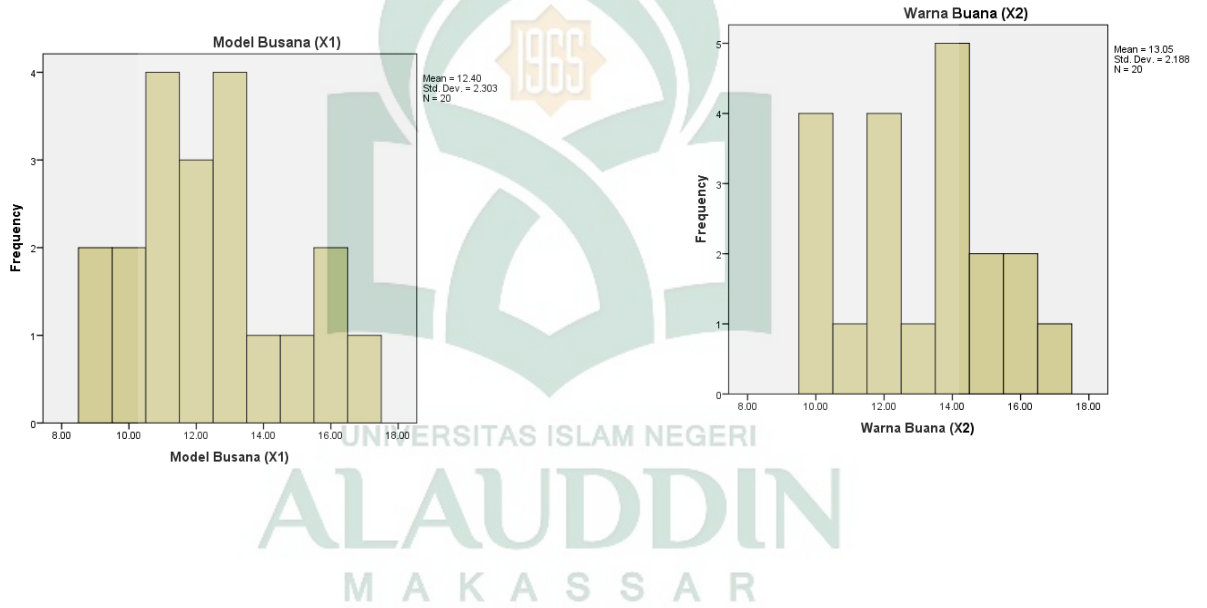 Model Busana (X1)
4
3
2
1
0
Frequency
8.00 10.00 12.00 14.00 16.00 18.00
Model Busana (X1)
Mean = 12.40
Std. Dev. = 2.303
N = 20
1965
Warna Buana (X2)
5
4
3
2
1
0
Frequency
8.00 10.00 12.00 14.00 16.00 18.00
Warna Buana (X2)
Mean = 13.05
Std. Dev. = 2.188
N = 20
UNIVERSITAS ISLAM NEGERI
ALAUDDIN
MAKASSAR